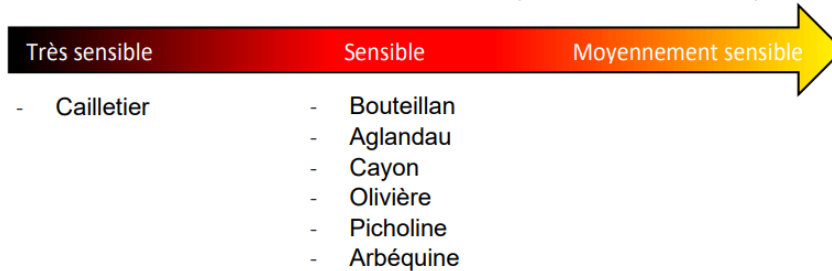 Très sensible Sensible Moyennement sensible
- Cailletier - Bouteillan
- Aglandau
- Cayon
- Olivière
- Picholine
- Arbéquine